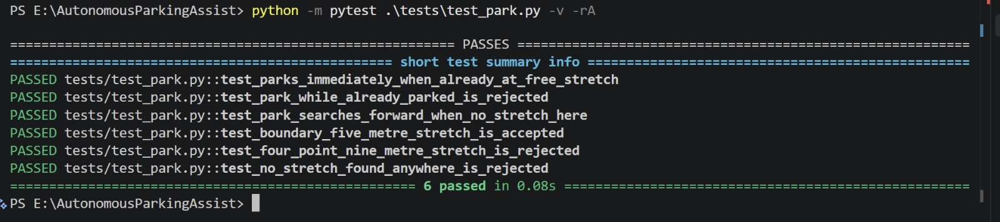 PS E:\AutonomousParkingAssist> python -m pytest .\tests\test_park.py -v -rA
========================================================= PASSES ==========================================================
================================================= short test summary info =================================================
PASSED tests/test_park.py::test_parks_immediately_when_already_at_free_stretch
PASSED tests/test_park.py::test_park_while_already_parked_is_rejected
PASSED tests/test_park.py::test_park_searches_forward_when_no_stretch_here
PASSED tests/test_park.py::test_boundary_five_metre_stretch_is_accepted
PASSED tests/test_park.py::test_four_point_nine_metre_stretch_is_rejected
PASSED tests/test_park.py::test_no_stretch_found_anywhere_is_rejected
==================================================== 6 passed in 0.08s ====================================================
PS E:\AutonomousParkingAssist>